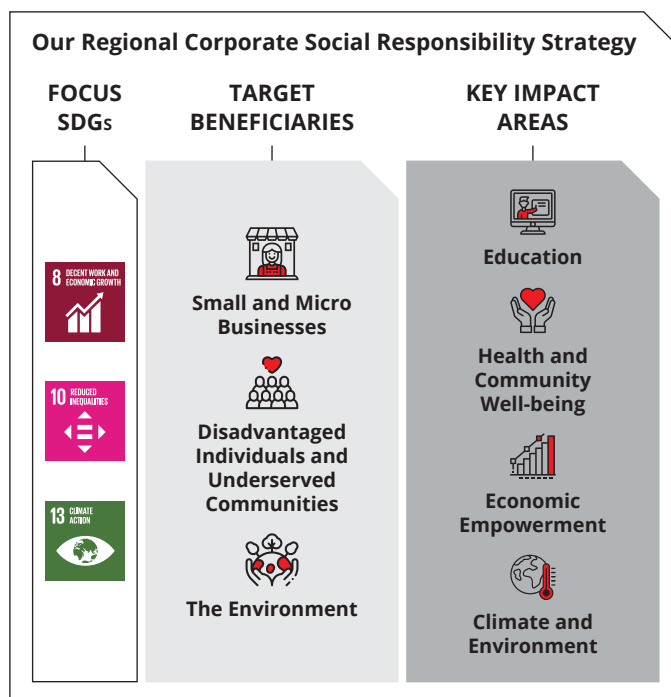 Our Regional Corporate Social Responsibility Strategy
FOCUS
SDGs
TARGET
BENEFICIARIES
KEY IMPACT
AREAS
8 DECENT WORK AND
ECONOMIC GROWTH
10 REDUCED
INEQUALITIES
13 CLIMATE
ACTION
Small and Micro
Businesses
Disadvantaged
Individuals and
Underserved
Communities
The Environment
Education
Health and
Community
Well-being
Economic
Empowerment
Climate and
Environment